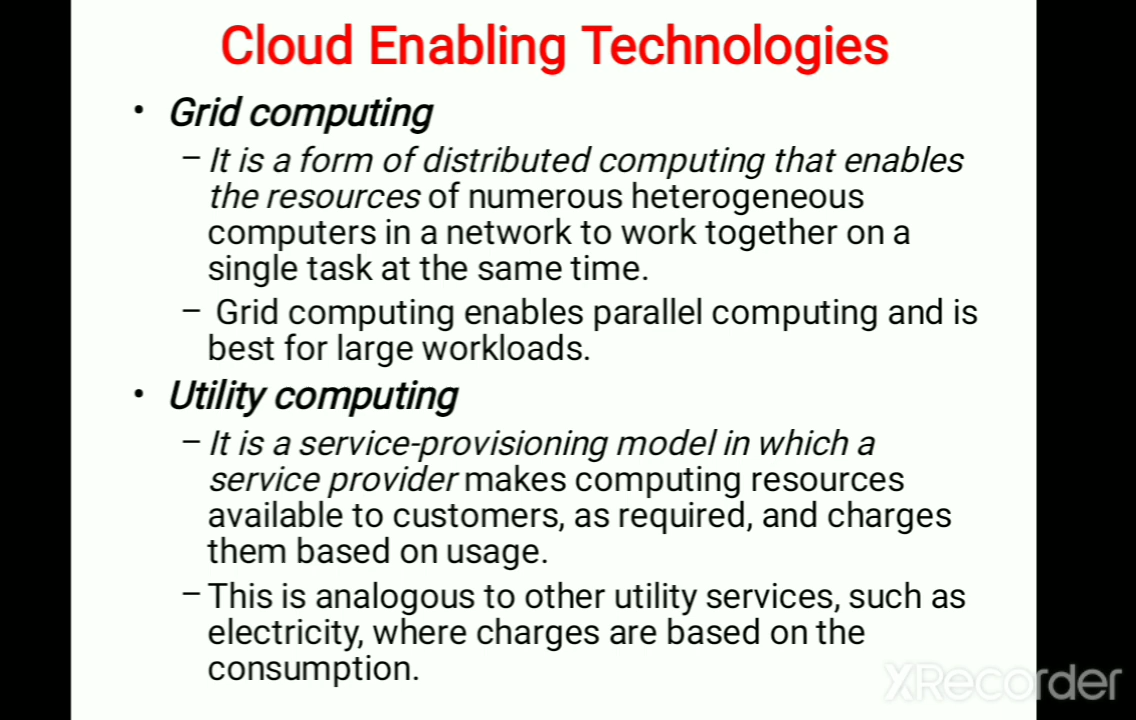 Cloud Enabling Technologies
• Grid computing
– It is a form of distributed computing that enables
the resources of numerous heterogeneous
computers in a network to work together on a
single task at the same time.
– Grid computing enables parallel computing and is
best for large workloads.
• Utility computing
– It is a service-provisioning model in which a
service provider makes computing resources
available to customers, as required, and charges
them based on usage.
– This is analogous to other utility services, such as
electricity, where charges are based on the
consumption.
XRecorder